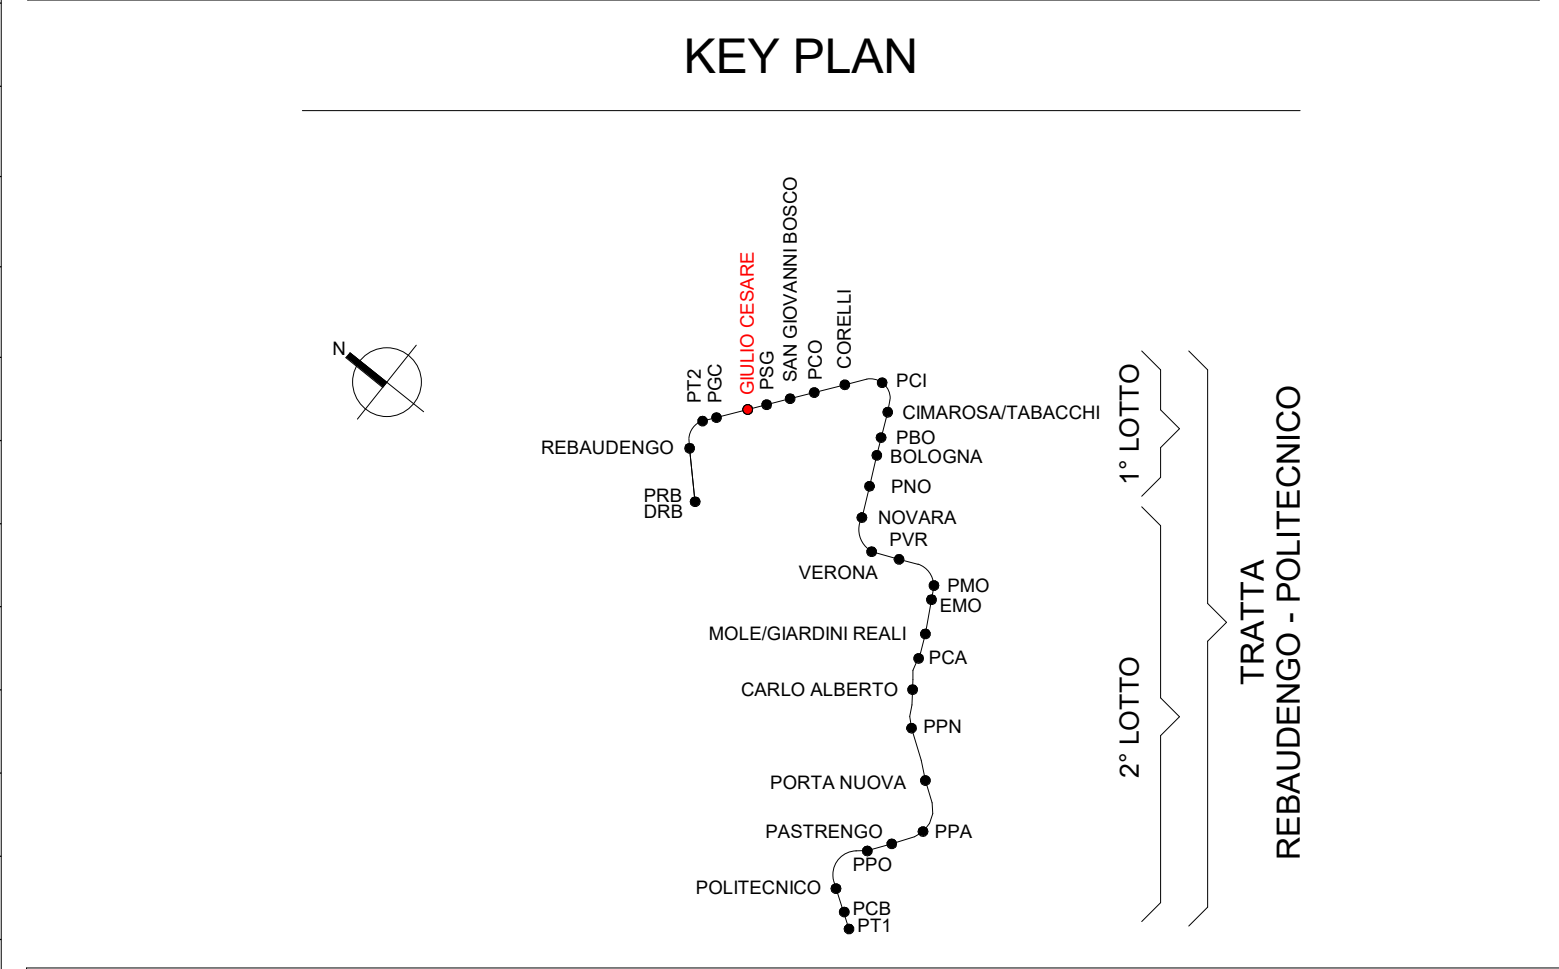 KEY PLAN
N
PT2
PGC
GIULIO CESARE
PSG
SAN GIOVANNI BOSCO
PCO
CORELLI
PCI
CIMAROSA/TABACCHI
PBO
BOLOGNA
PNO
NOVARA
PVR
VERONA
PMO
EMO
MOLE/GIARDINI REALI
PCA
CARLO ALBERTO
PPN
PORTA NUOVA
PASTRENGO
PPA
PPO
POLITECNICO
PCB
PT1
REBAUDENGO
PRB
DRB
1° LOTTO
2° LOTTO
TRATTA
REBAUDENGO - POLITECNICO